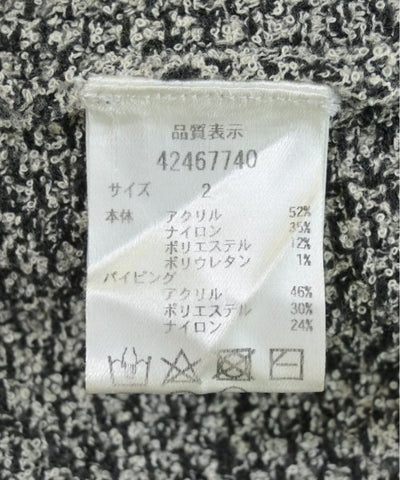 品質表示
42467740
サイズ 2
本体 アクリル 52%
ナイロン 35%
ポリエステル 12%
ポリウレタン 1%
パイピング
アクリル 46%
ポリエステル 30%
ナイロン 24%